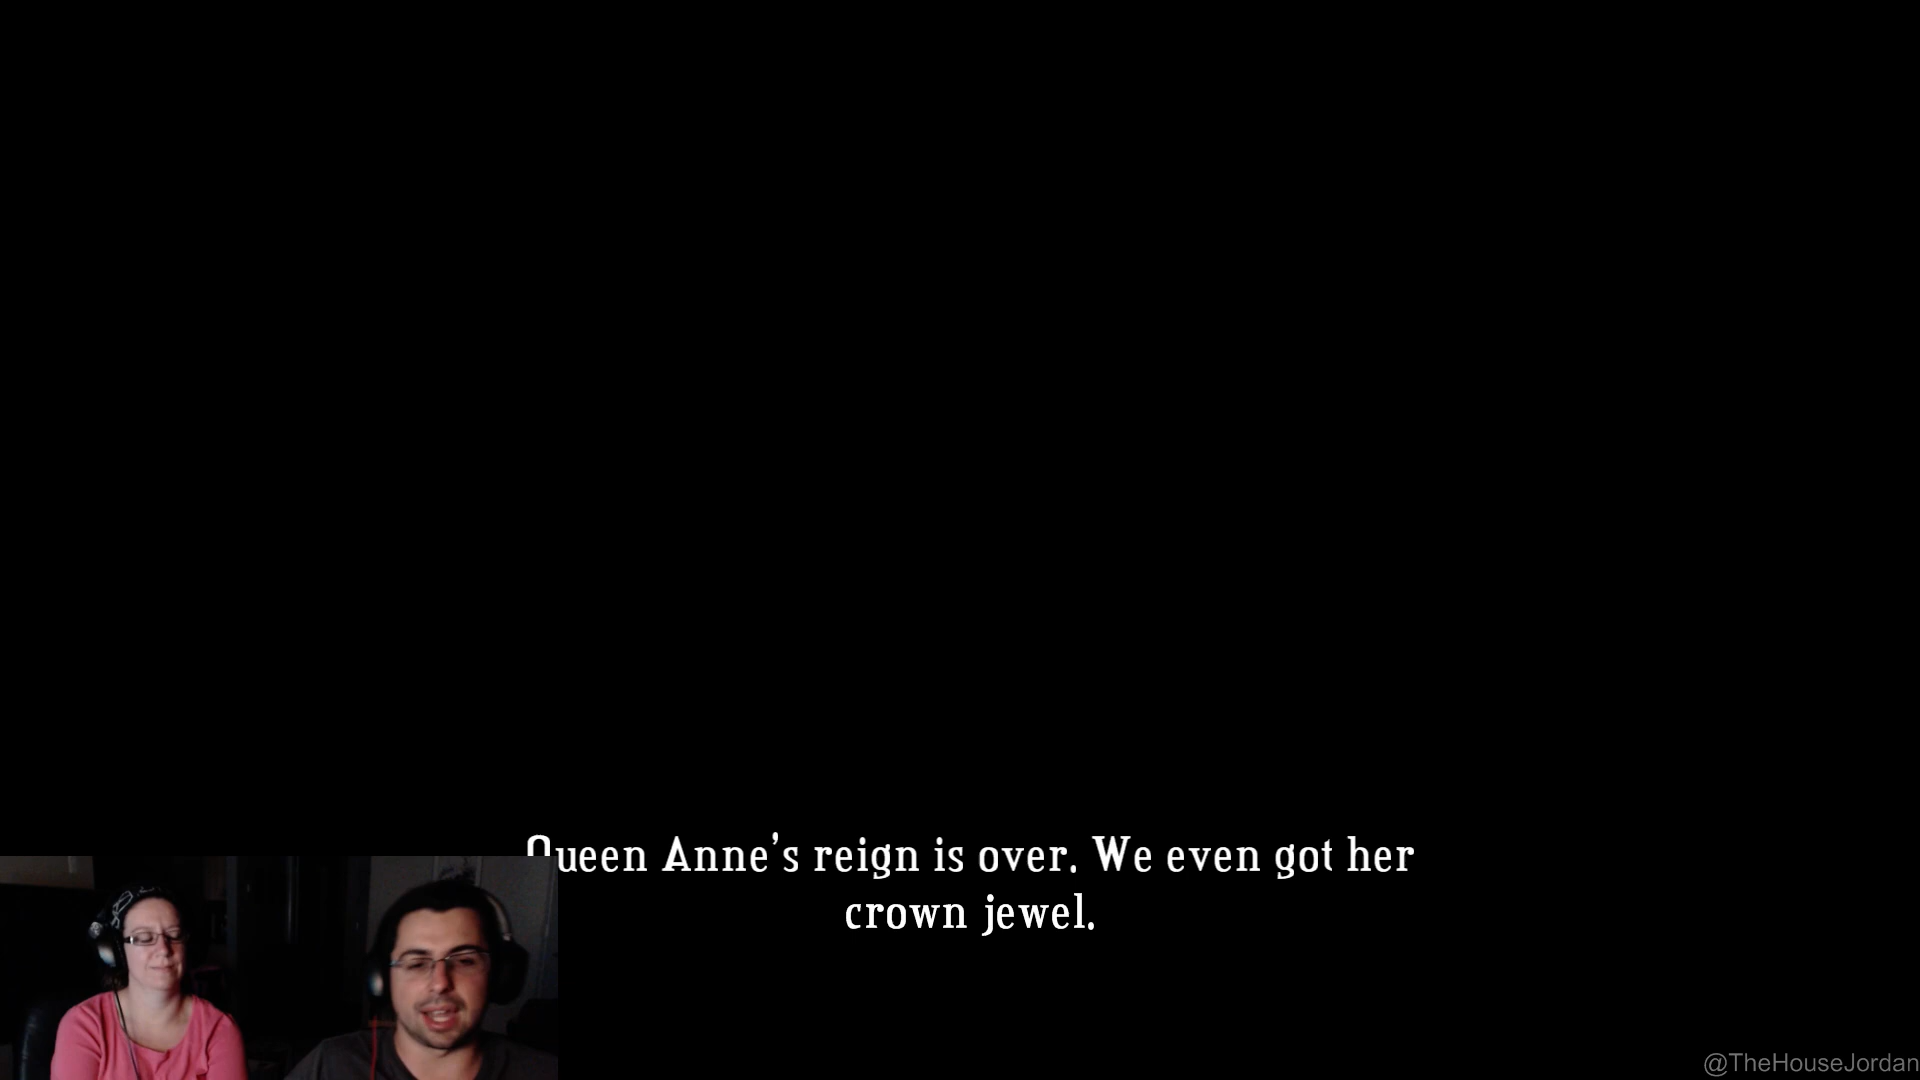 Queen Anne's reign is over. We even got her
crown jewel.
@TheHouseJordan